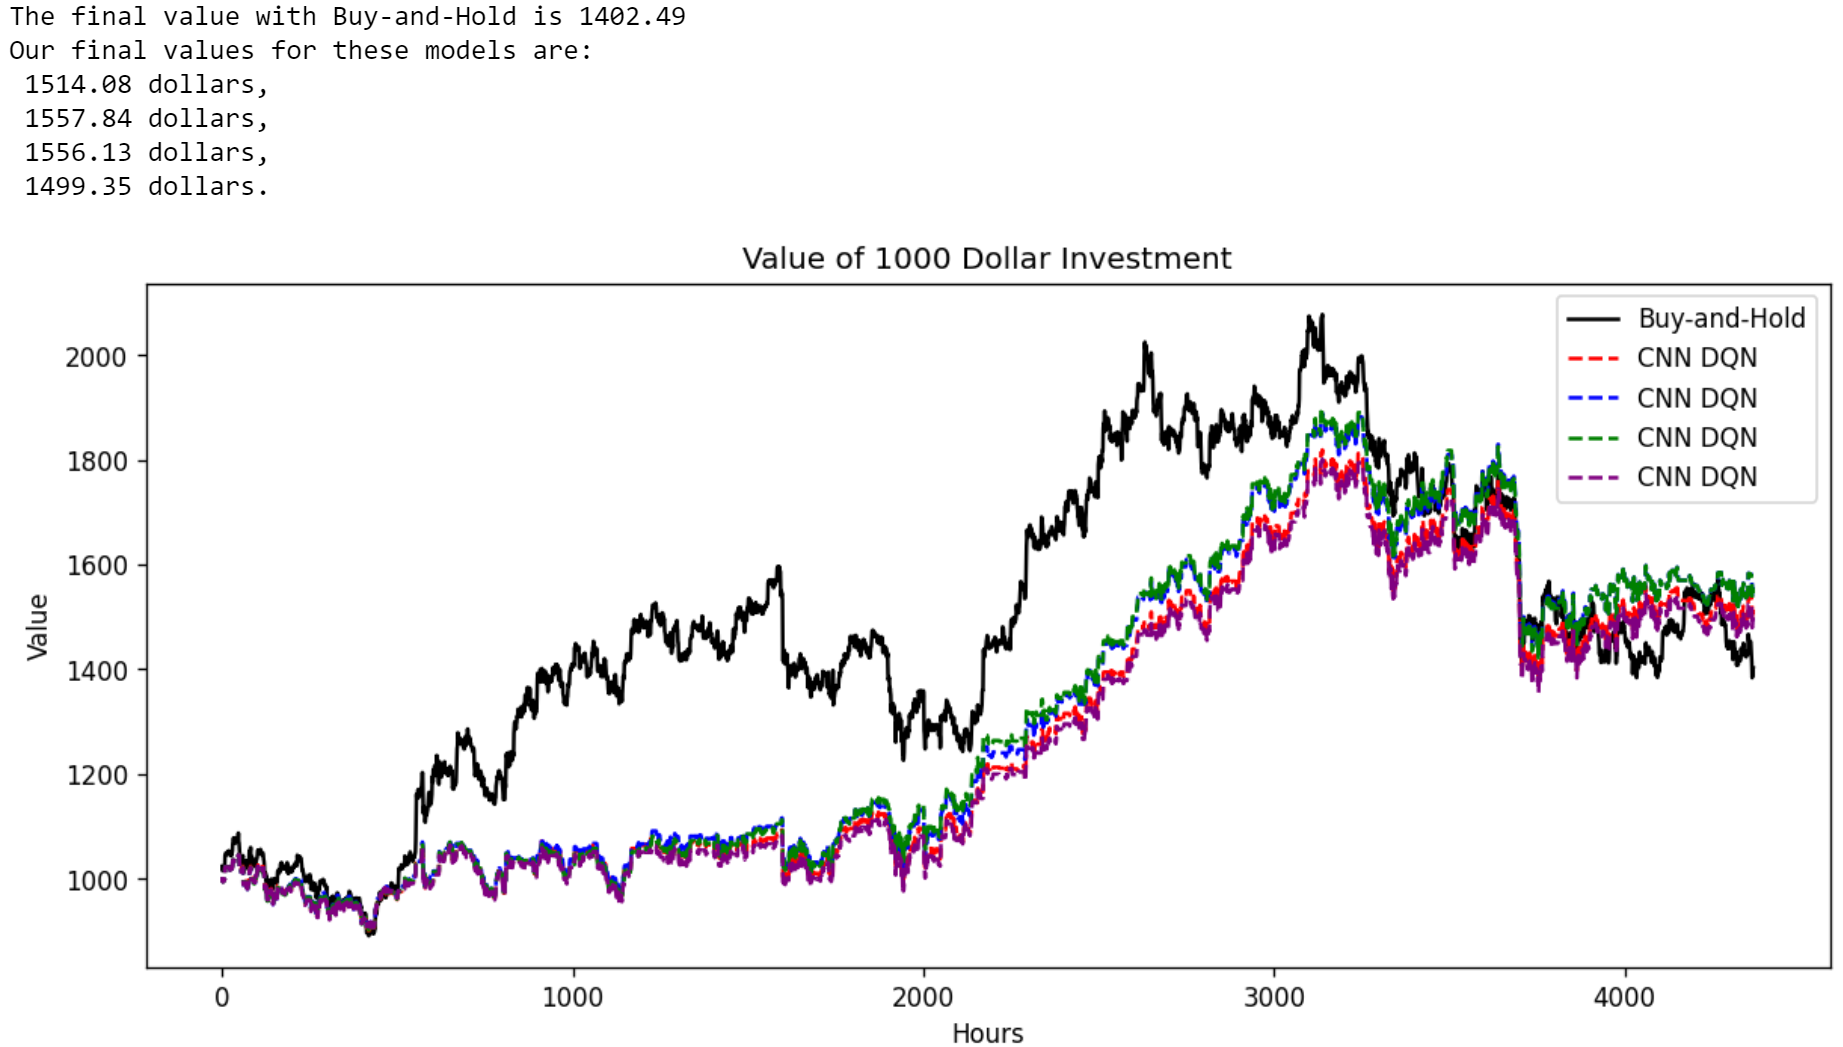 The final value with Buy-and-Hold is 1402.49
Our final values for these models are:
1514.08 dollars,
1557.84 dollars,
1556.13 dollars,
1499.35 dollars.
Value of 1000 Dollar Investment
Buy-and-Hold
CNN DQN
CNN DQN
CNN DQN
CNN DQN
2000
1800
1600
1400
1200
1000
Value
0 1000 2000 3000 4000
Hours